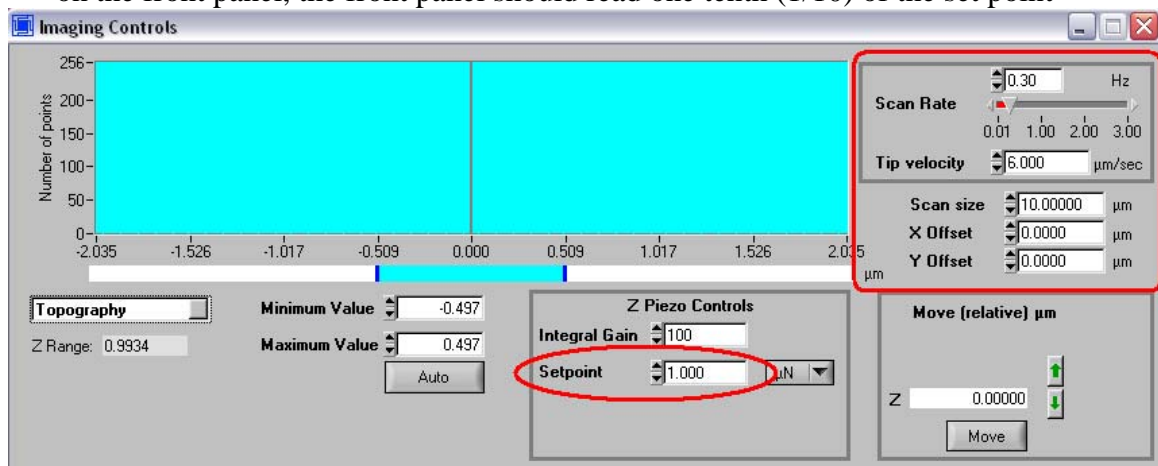 on the front panel, the front panel should read one tenth (1/10) of the set point
Imaging Controls
256
200
150
100
50
0
Number of points
-2.035 -1.526 -1.017 -0.509 0.000 0.509 1.017 1.526 2.035
µm
0.30 Hz
Scan Rate
0.01 1.00 2.00 3.00
Tip velocity 6.000 µm/sec
Scan size 10.00000 µm
X Offset 0.0000 µm
Y Offset 0.0000 µm
Topography
Z Range: 0.9934
Minimum Value -0.497
Maximum Value 0.497
Auto
Z Piezo Controls
Integral Gain 100
Setpoint 1.000 µN
Move (relative) µm
Z 0.00000
Move